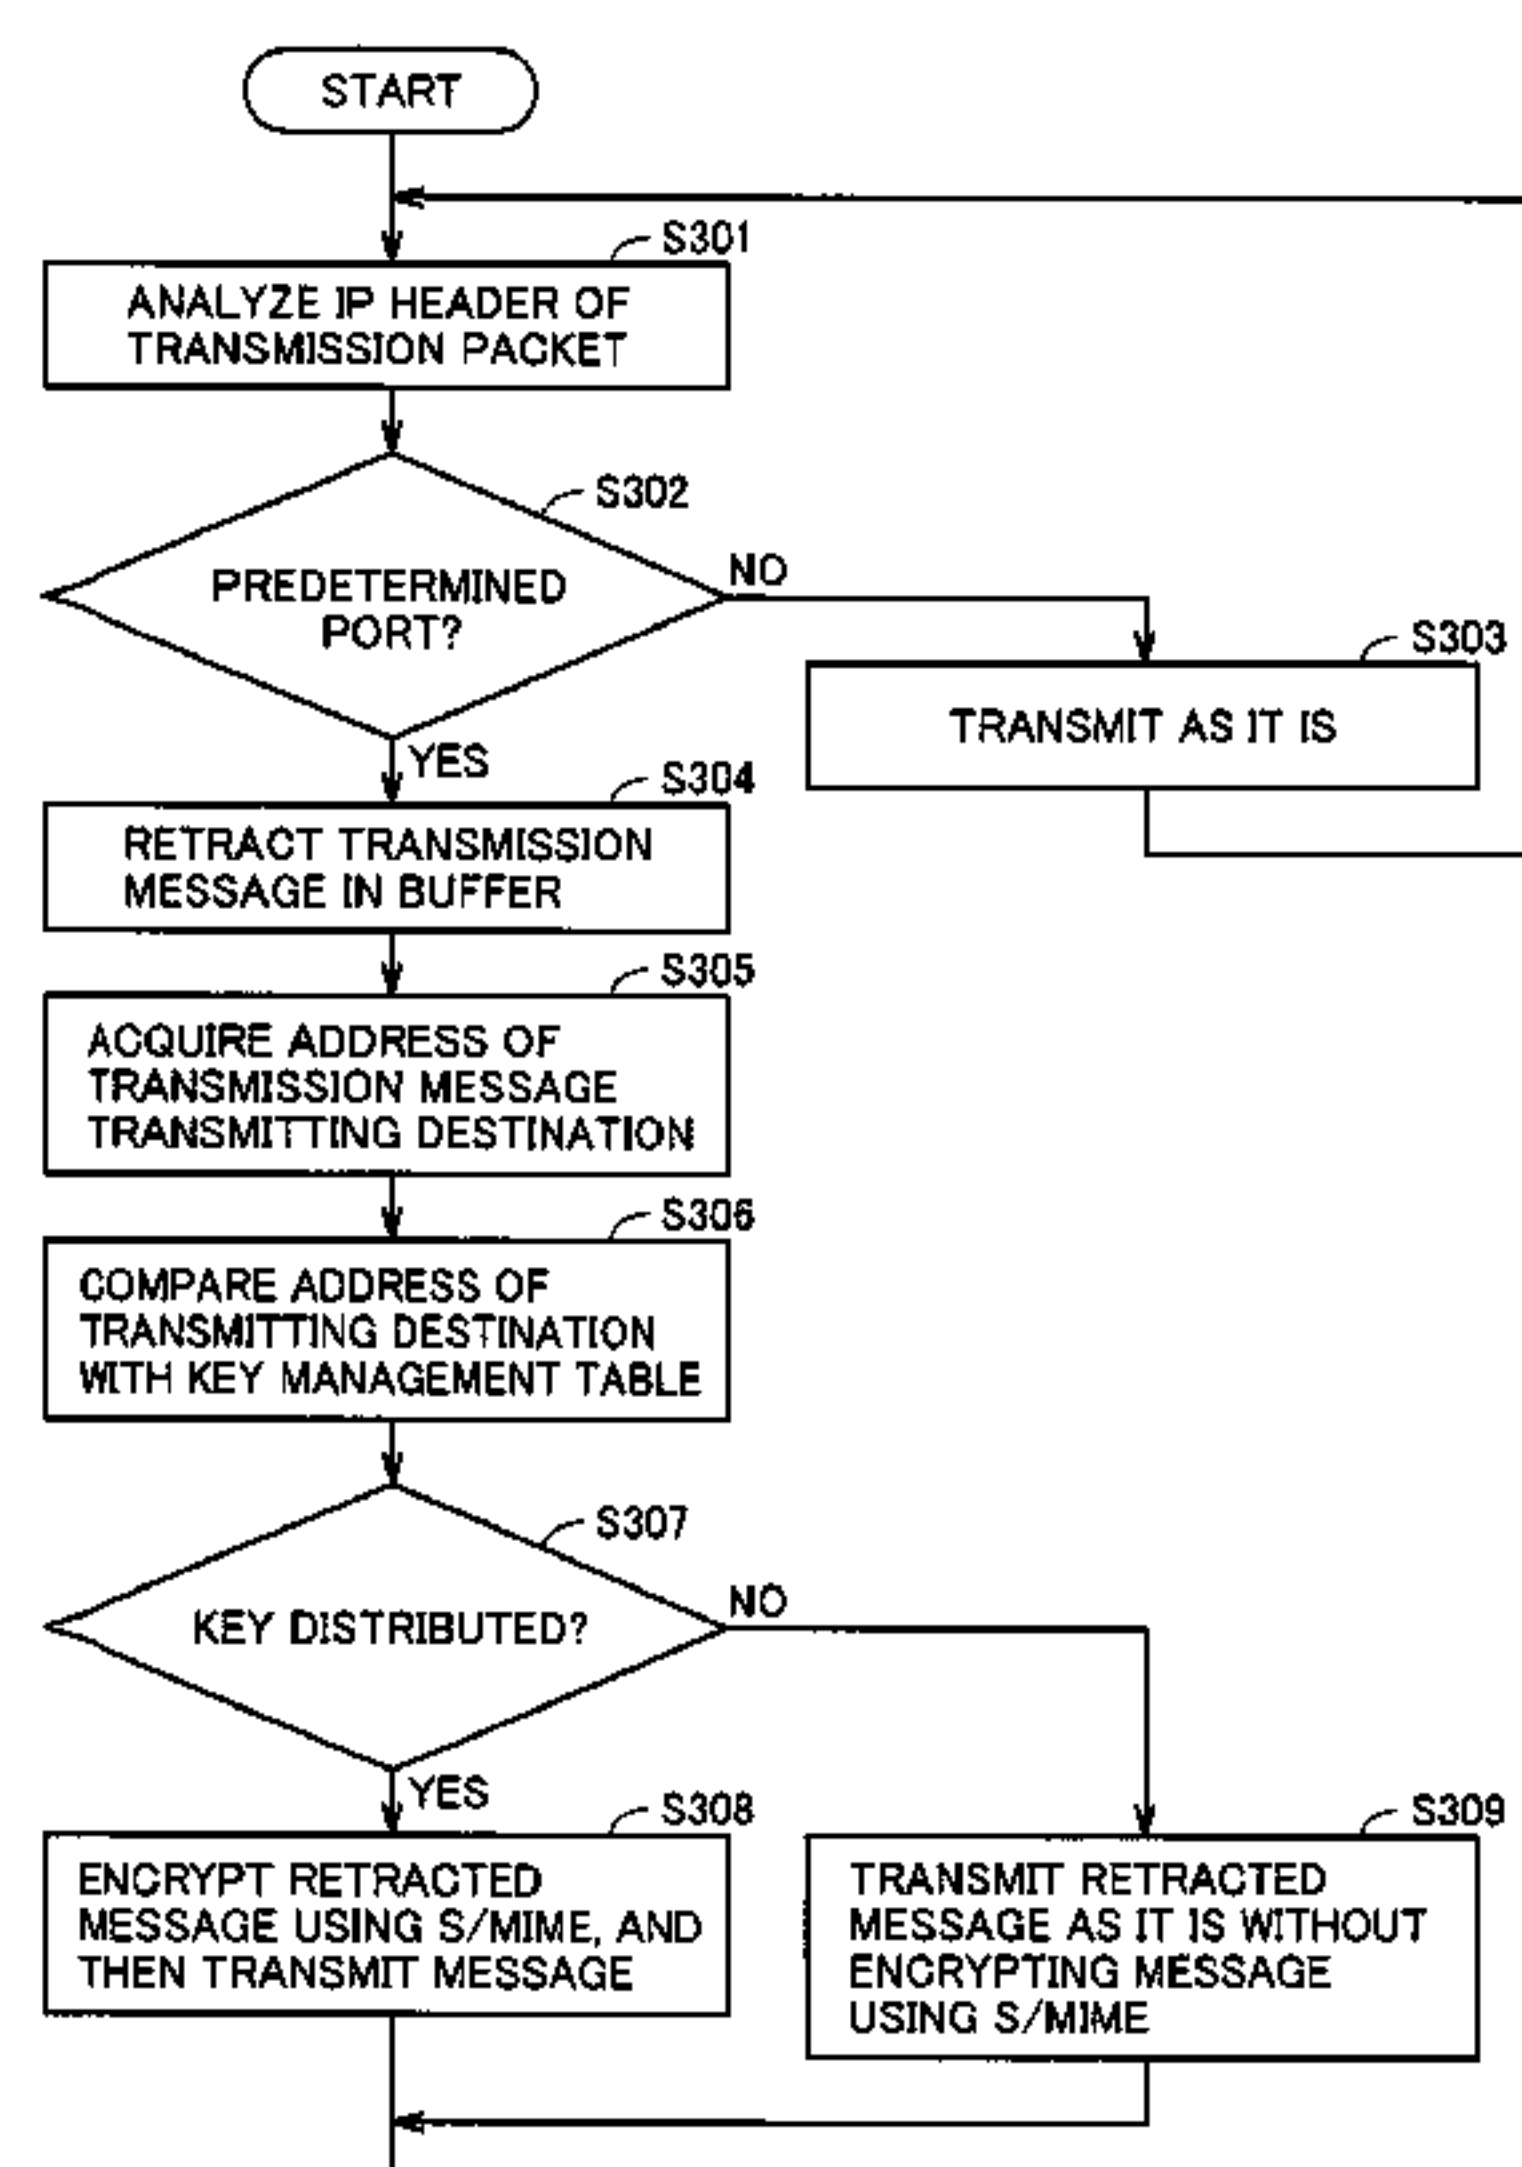 START
S301
ANALYZE IP HEADER OF
TRANSMISSION PACKET
S302
PREDETERMINED
PORT?
NO
S303
TRANSMIT AS IT IS
YES
S304
RETRACT TRANSMISSION
MESSAGE IN BUFFER
S305
ACQUIRE ADDRESS OF
TRANSMISSION MESSAGE
TRANSMITTING DESTINATION
S306
COMPARE ADDRESS OF
TRANSMITTING DESTINATION
WITH KEY MANAGEMENT TABLE
S307
KEY DISTRIBUTED?
NO
YES
S308
ENCRYPT RETRACTED
MESSAGE USING S/MIME, AND
THEN TRANSMIT MESSAGE
S309
TRANSMIT RETRACTED
MESSAGE AS IT IS WITHOUT
ENCRYPTING MESSAGE
USING S/MIME